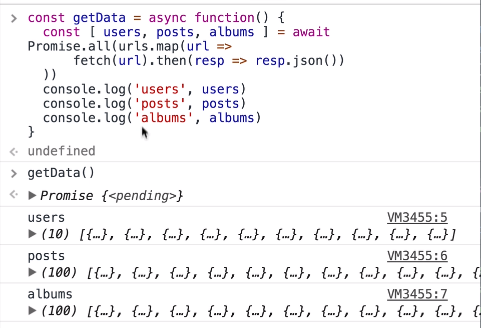 const getData = async function() {
const [ users, posts, albums ] = await
Promise.all(urls.map(url =>
fetch(url).then(resp => resp.json())
))
console.log('users', users)
console.log('posts', posts)
console.log('albums', albums)
}
undefined
getData()
Promise {<pending>}
users VM3455:5
(10) [{…}, {…}, {…}, {…}, {…}, {…}, {…}, {…}, {…}, {…}]
posts VM3455:6
(100) [{…}, {…}, {…}, {…}, {…}, {…}, {…}, {…}, {…}, {
albums VM3455:7
(100) [{…}, {…}, {…}, {…}, {…}, {…}, {…}, {…}, {…}, {